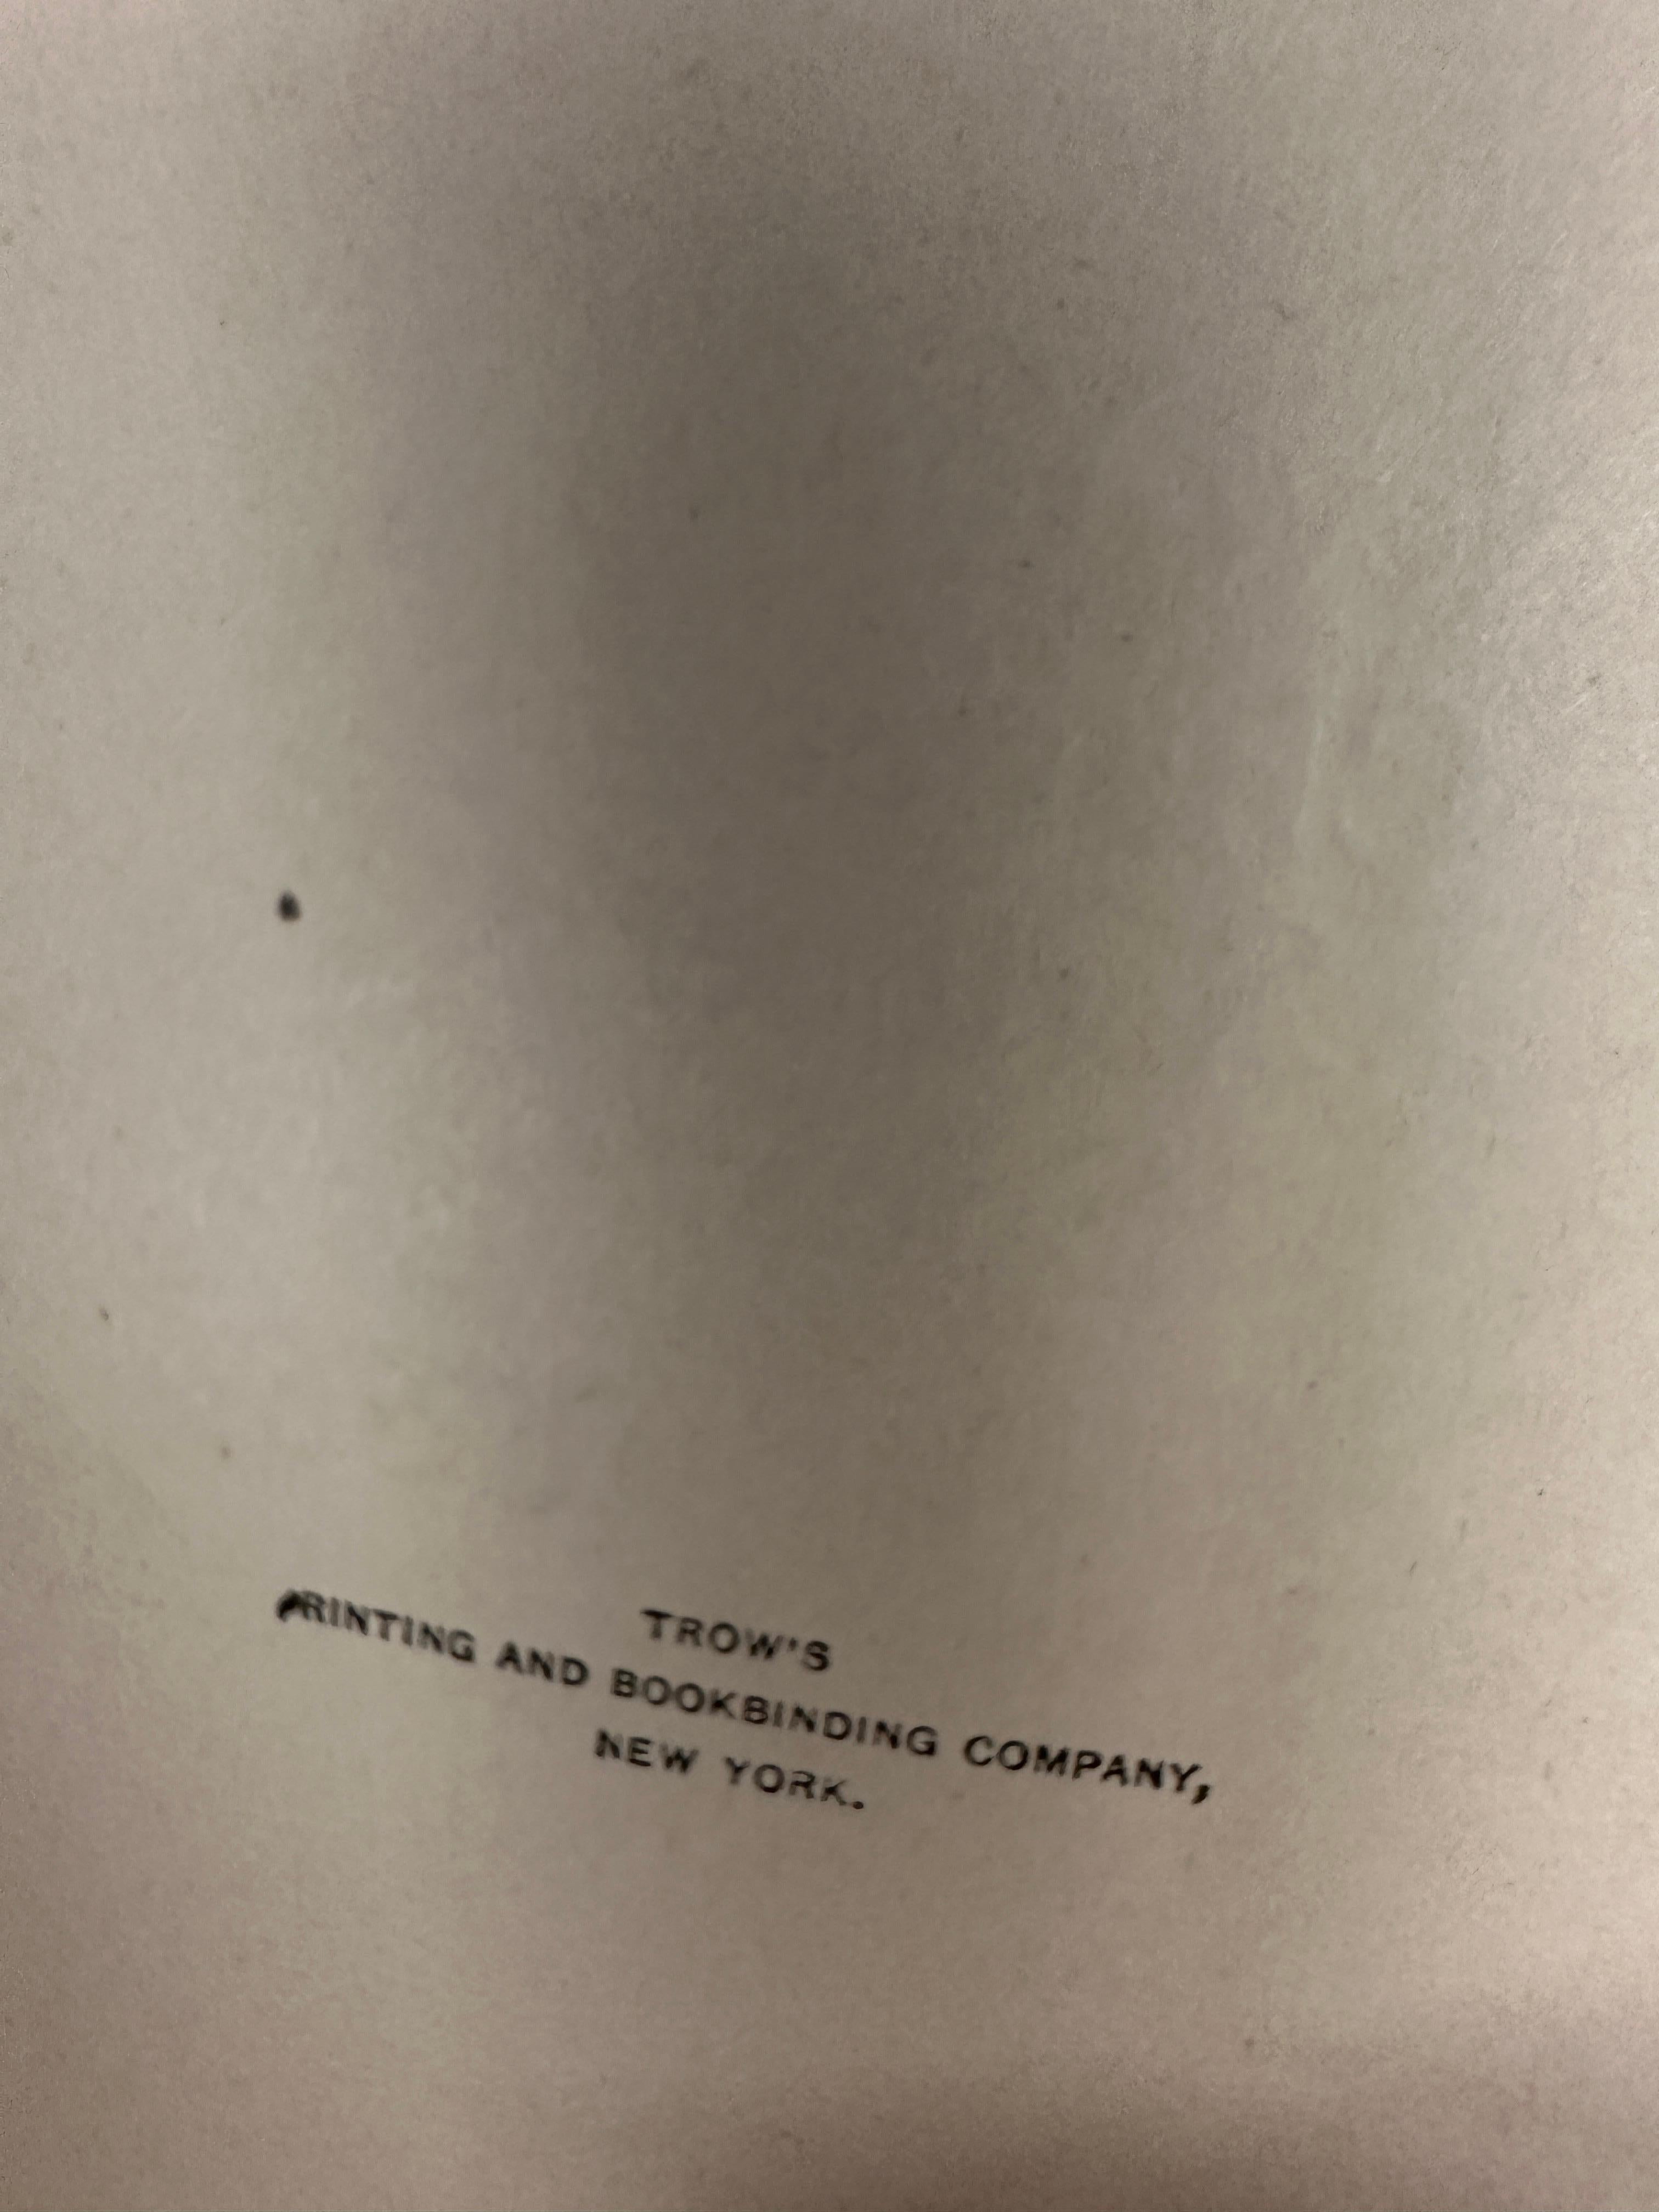 TROW'S
PRINTING AND BOOKBINDING COMPANY,
NEW YORK.